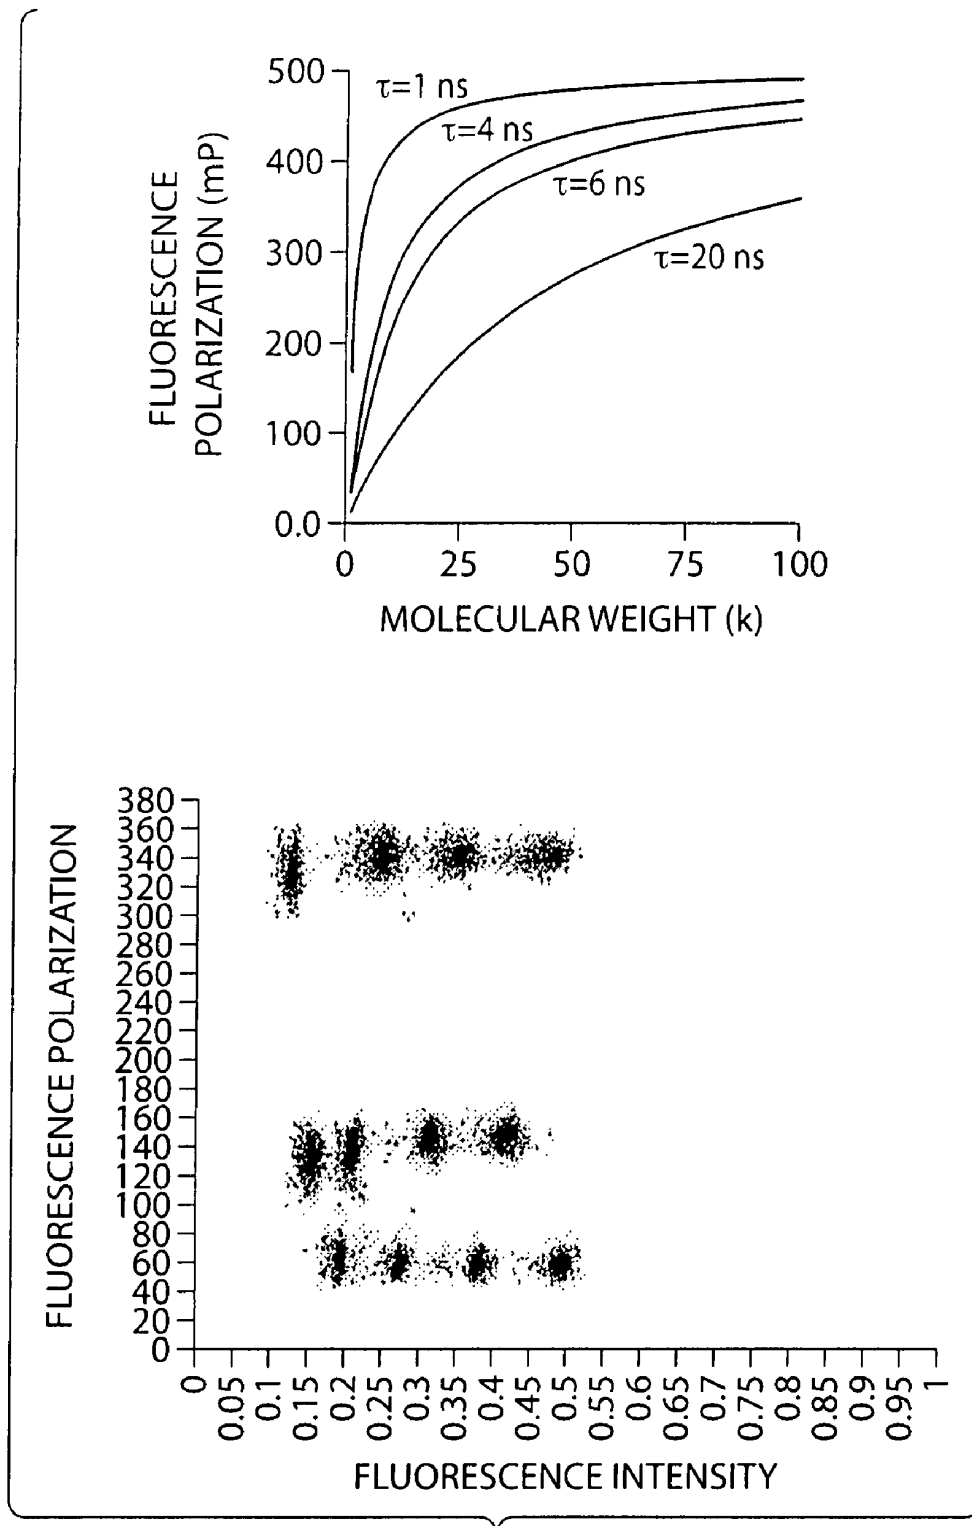 FLUORESCENCE
POLARIZATION (mP)
500
400
300
200
100
0.0
τ=1 ns
τ=4 ns
τ=6 ns
τ=20 ns
0 25 50 75 100
MOLECULAR WEIGHT (k)
FLUORESCENCE POLARIZATION
380
360
340
320
300
280
260
240
220
200
180
160
140
120
100
80
60
40
20
0
0 0.05 0.1 0.15 0.2 0.25 0.3 0.35 0.4 0.45 0.5 0.55 0.6 0.65 0.7 0.75 0.8 0.85 0.9 0.95 1
FLUORESCENCE INTENSITY